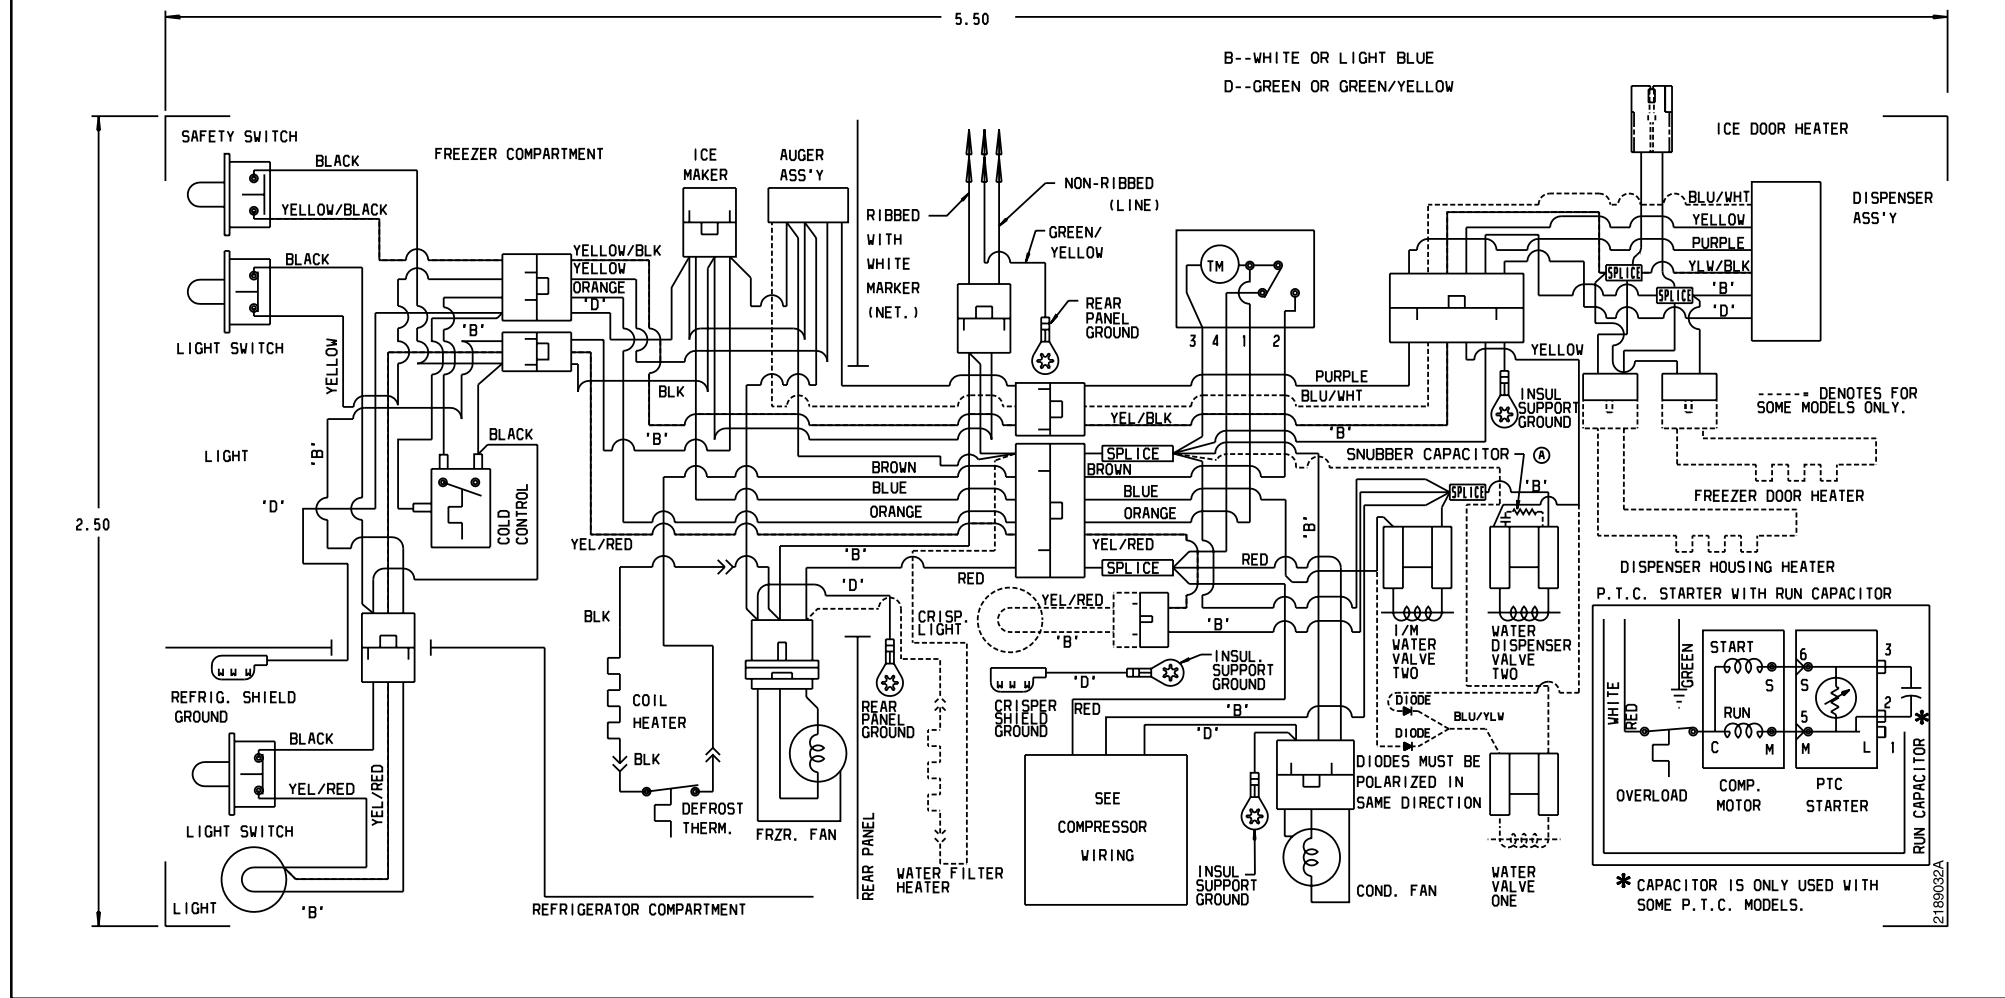 5.50
B--WHITE OR LIGHT BLUE
D--GREEN OR GREEN/YELLOW
SAFETY SWITCH
BLACK
YELLOW/BLACK
FREEZER COMPARTMENT
ICE
MAKER
AUGER
ASS'Y
RIBBED
WITH
WHITE
MARKER
(NET.)
NON-RIBBED
(LINE)
GREEN/
YELLOW
REAR
PANEL
GROUND
TM
3
4
1
2
ICE DOOR HEATER
DISPENSER
ASS'Y
BLU/WHT
YELLOW
PURPLE
YLW/BLK
'B'
'D'
SPLICE
SPLICE
BLACK
LIGHT SWITCH
YELLOW
YELLOW/BLK
YELLOW
ORANGE
'D'
'B'
BLK
'B'
PURPLE
BLU/WHT
YEL/BLK
'B'
YELLOW
INSUL
SUPPORT
GROUND
---- = DENOTES FOR
SOME MODELS ONLY.
LIGHT
'B'
'D'
BLACK
COLD
CONTROL
BROWN
BLUE
ORANGE
YEL/RED
'B'
RED
'D'
SPLICE
BROWN
BLUE
ORANGE
YEL/RED
SPLICE
RED
'B'
SNUBBER CAPACITOR
A
SPLICE
'B'
FREEZER DOOR HEATER
DISPENSER HOUSING HEATER
2.50
REFRIG. SHIELD
GROUND
BLACK
YEL/RED
LIGHT SWITCH
LIGHT
'B'
YEL/RED
REFRIGERATOR COMPARTMENT
BLK
COIL
HEATER
BLK
DEFROST
THERM.
FRZR. FAN
REAR PANEL
REAR
PANEL
GROUND
CRISP.
LIGHT
YEL/RED
'B'
'B'
WATER FILTER
HEATER
CRISPER
SHIELD
GROUND
'D'
INSUL.
SUPPORT
GROUND
RED
'B'
'D'
SEE
COMPRESSOR
WIRING
INSUL
SUPPORT
GROUND
COND. FAN
I/M
WATER
VALVE
TWO
WATER
DISPENSER
VALVE
TWO
DIODE
DIODE
BLU/YLW
DIODES MUST BE
POLARIZED IN
SAME DIRECTION
WATER
VALVE
ONE
P.T.C. STARTER WITH RUN CAPACITOR
WHITE
RED
GREEN
OVERLOAD
START
S
RUN
C
M
COMP.
MOTOR
6
S
5
M
L
PTC
STARTER
3
2
1
*
RUN CAPACITOR
* CAPACITOR IS ONLY USED WITH
SOME P.T.C. MODELS.
2189032A